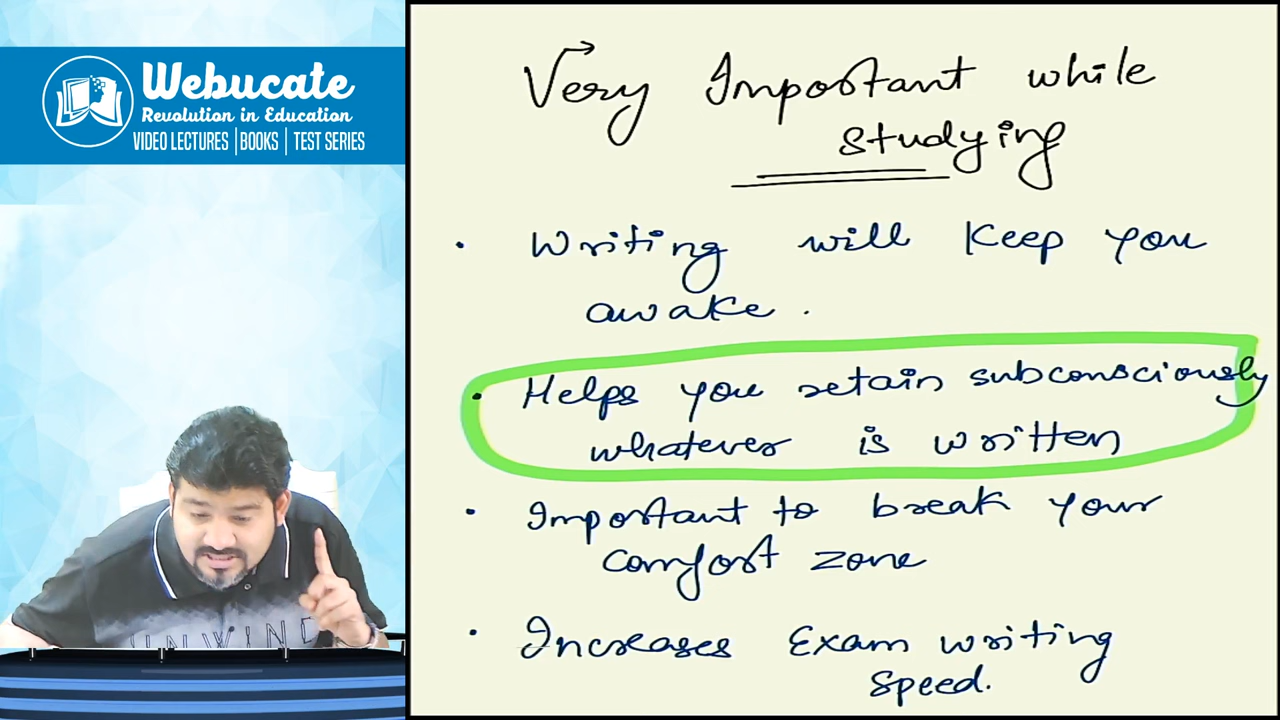 Webucate
Revolution in Education
VIDEO LECTURES | BOOKS | TEST SERIES
Very Important while
studying
• Writing will keep you
awake.
• Helps you retain subconsciously
whatever is written
• Important to break your
comfort zone
• Increases Exam writing
speed.
UNWIND